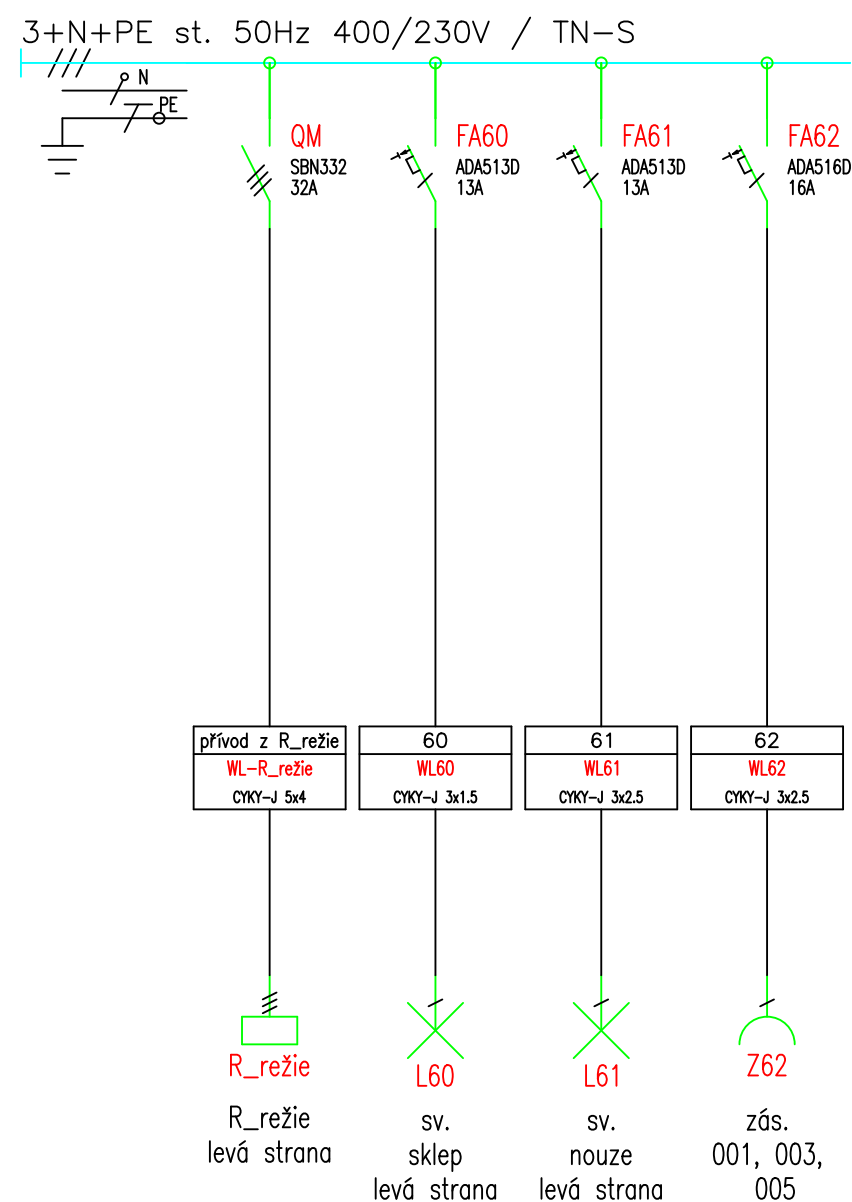 3+N+PE st. 50Hz 400/230V / TN-S
N
PE
QM
SBN332
32A
FA60
ADA513D
13A
FA61
ADA513D
13A
FA62
ADA516D
16A
přívod z R_režie
WL-R_režie
CYKY-J 5x4
60
WL60
CYKY-J 3x1.5
61
WL61
CYKY-J 3x2.5
62
WL62
CYKY-J 3x2.5
R_režie
R_režie
levá strana
L60
sv.
sklep
levá strana
L61
sv.
nouze
levá strana
Z62
zás.
001, 003,
005